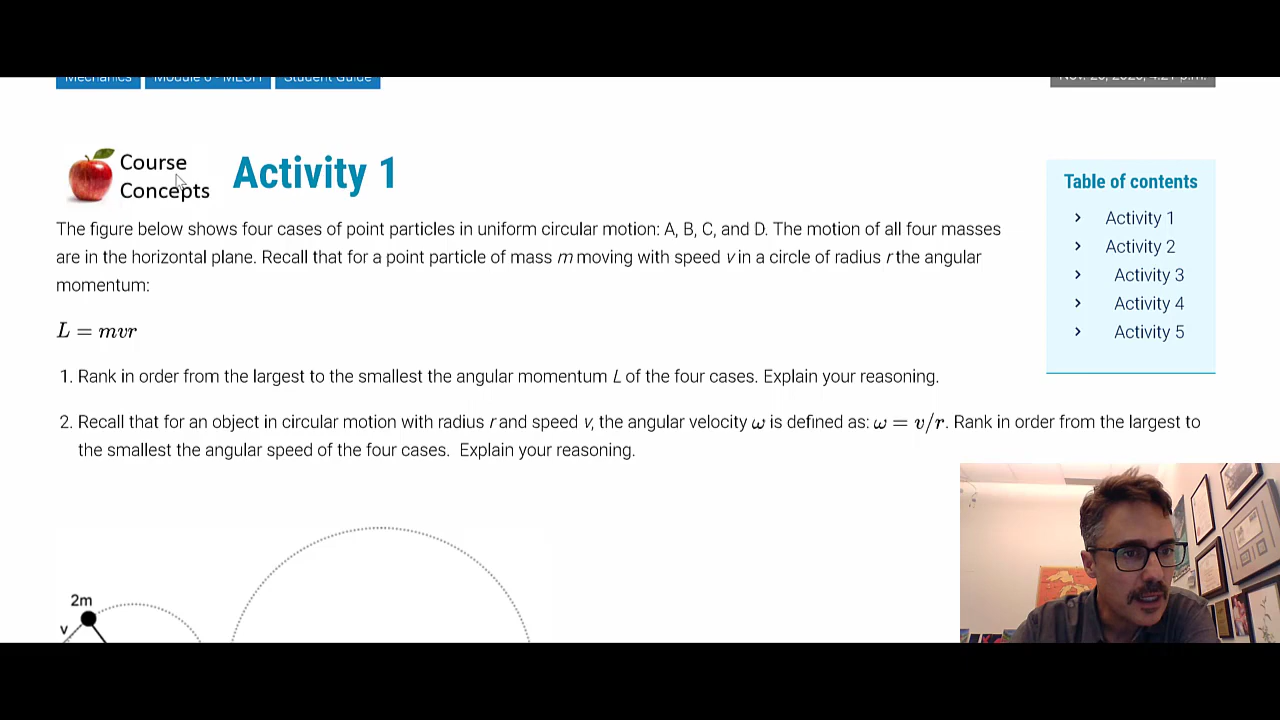 Mechanics Module 6 - MECH Student Guide
Course
Concepts
Activity 1
The figure below shows four cases of point particles in uniform circular motion: A, B, C, and D. The motion of all four masses
are in the horizontal plane. Recall that for a point particle of mass m moving with speed v in a circle of radius r the angular
momentum:
L = mvr
1. Rank in order from the largest to the smallest the angular momentum L of the four cases. Explain your reasoning.
2. Recall that for an object in circular motion with radius r and speed v, the angular velocity ω is defined as: ω = v/r. Rank in order from the largest to
the smallest the angular speed of the four cases. Explain your reasoning.
2m
v
Table of contents
Activity 1
Activity 2
Activity 3
Activity 4
Activity 5